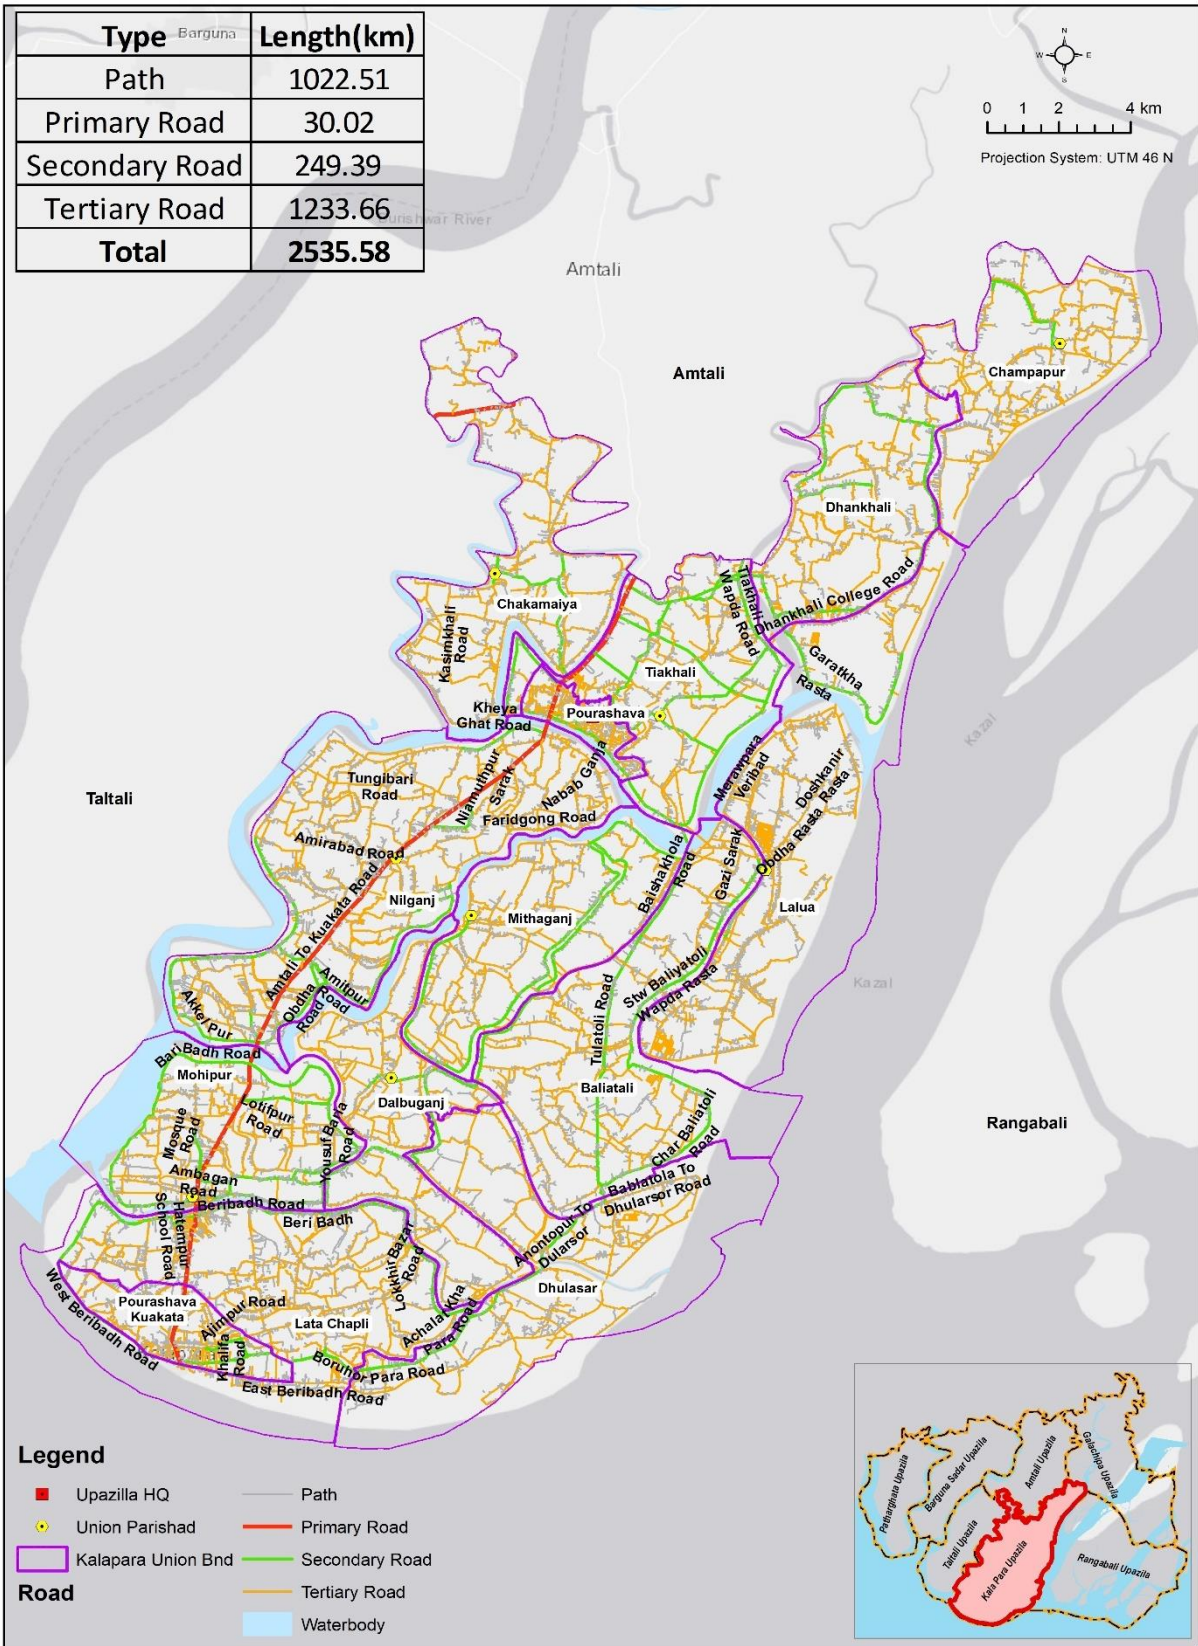 Type Length(km)
Path 1022.51
Primary Road 30.02
Secondary Road 249.39
Tertiary Road 1233.66
Total 2535.58
Barguna
N
W E
S
0 1 2 4 km
Projection System: UTM 46 N
Burishwar River
Amtali
Amtali
Champapur
Dhankhali
Dhankhali College Road
Tiakhali
Wapda Road
Chakamaiya
Kasimkhali
Road
Tiakhali
Garatkha
Rasta
Kheya
Ghat Road
Pourashava
Kazal
Merawpara
Veribad
Doshkanir
Rasta
Obdha Rasta
Niamuthpur
Sarak
Nabab Ganja
Faridgong Road
Tungibari
Road
Taltali
Amirabad Road
Amtali To Kuakata Road
Nilganj
Mithaganj
Baishakhola
Road
Gazi Sarak
Lalua
Stw Baliyatoli
Wapda Rasta
Kazal
Amitpur
Road
Obdha
Road
Akker Pur
Tulatoli Road
Bari Badh Road
Mohipur
Dalbuganj
Baliatali
Lotifpur
Road
Mosque
Road
Yousuf Baria
Road
Char Baliatoli
Road
Rangabali
Ambagan
Road
Beribadh Road
Beri Badh
Bablatola To
Dhularsor Road
Anontopur To
Dularsor
Hatempur
School Road
Lokkhir Bazar
Road
Dhulasar
West Beribadh Road
Pourashava
Kuakata
Ajimpur Road
Lata Chapli
Achalat Kha
Para Road
Khalifa
Road
Boruhor Para Road
East Beribadh Road
Legend
Upazilla HQ
Union Parishad
Kalapara Union Bnd
Road
Path
Primary Road
Secondary Road
Tertiary Road
Waterbody
Patharghata Upazila
Barguna Sadar Upazila
Amtali Upazila
Galachipa Upazila
Taltali Upazila
Kala Para Upazila
Rangabali Upazila